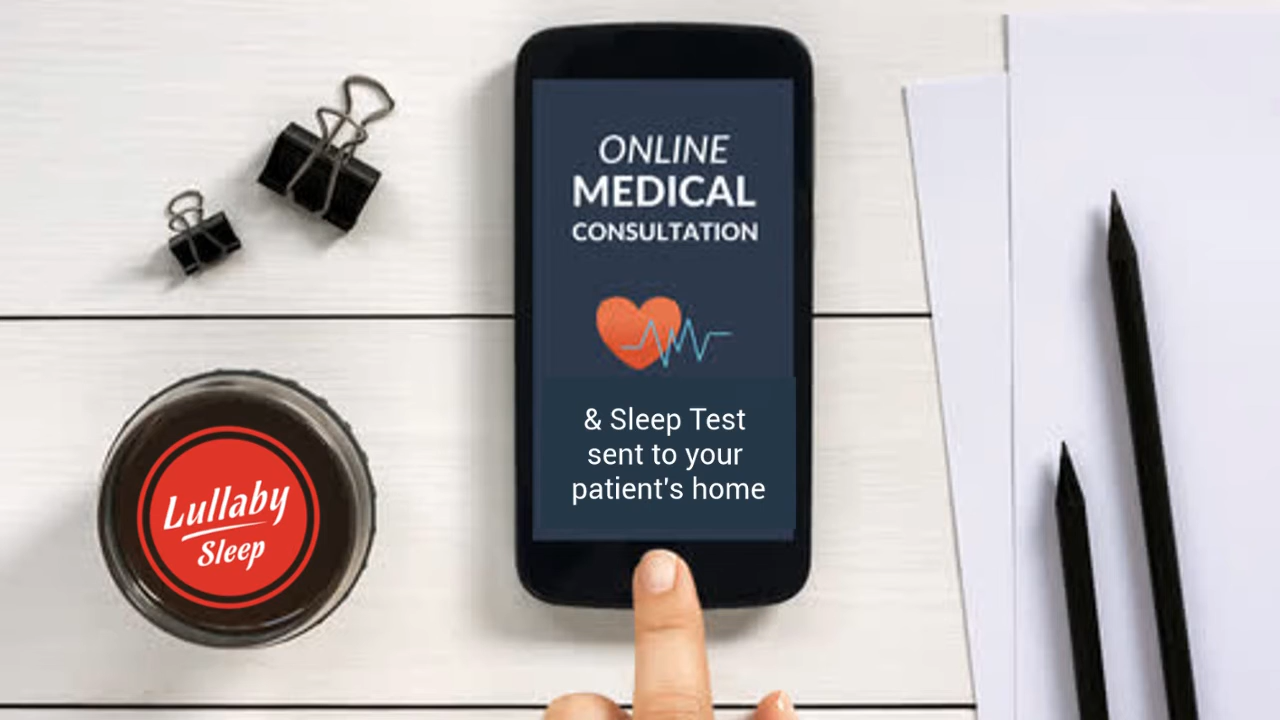 ONLINE
MEDICAL
CONSULTATION
& Sleep Test
sent to your
patient's home
Lullaby
Sleep